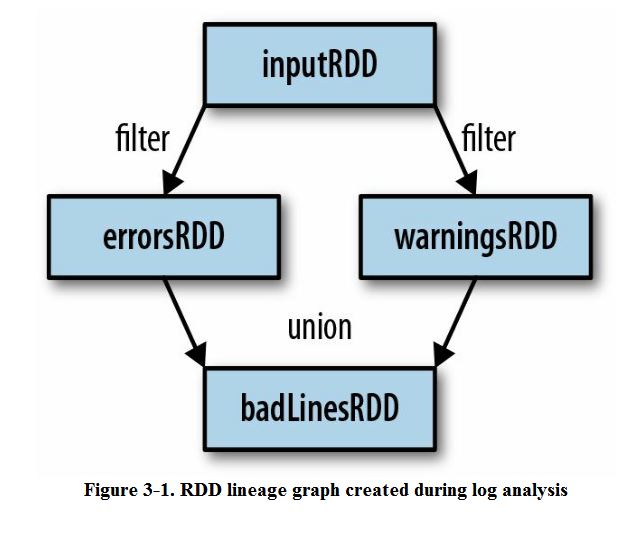 inputRDD
filter filter
errorsRDD warningsRDD
union
badLinesRDD
Figure 3-1. RDD lineage graph created during log analysis